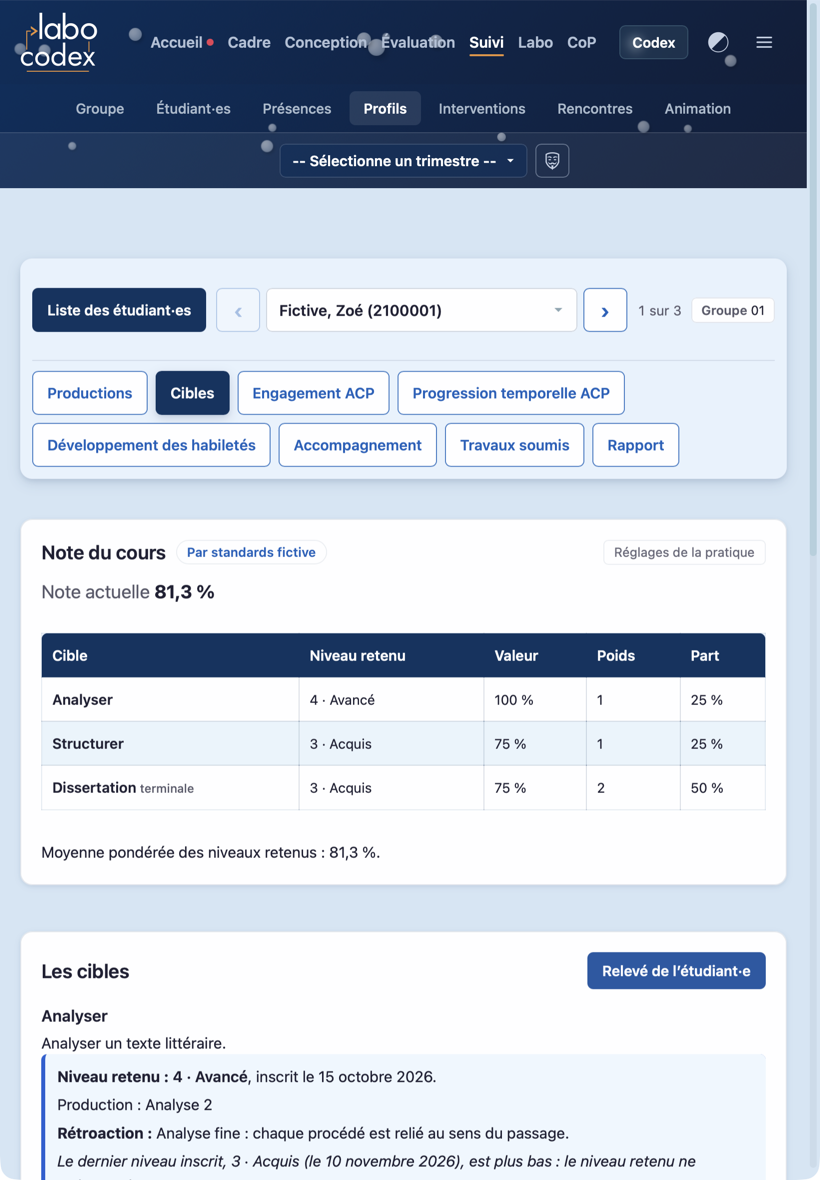 labo
codex
Accueil Cadre Conception Évaluation Suivi Labo CoP Codex
Groupe Étudiant·es Présences Profils Interventions Rencontres Animation
-- Sélectionne un trimestre --
Liste des étudiant·es ‹ Fictive, Zoé (2100001) › 1 sur 3 Groupe 01
Productions Cibles Engagement ACP Progression temporelle ACP
Développement des habiletés Accompagnement Travaux soumis Rapport
Note du cours Par standards fictive Réglages de la pratique
Note actuelle 81,3 %
Cible Niveau retenu Valeur Poids Part
Analyser 4 · Avancé 100 % 1 25 %
Structurer 3 · Acquis 75 % 1 25 %
Dissertation terminale 3 · Acquis 75 % 2 50 %
Moyenne pondérée des niveaux retenus : 81,3 %.
Les cibles Relevé de l’étudiant·e
Analyser
Analyser un texte littéraire.
Niveau retenu : 4 · Avancé, inscrit le 15 octobre 2026.
Production : Analyse 2
Rétroaction : Analyse fine : chaque procédé est relié au sens du passage.
Le dernier niveau inscrit, 3 · Acquis (le 10 novembre 2026), est plus bas : le niveau retenu ne